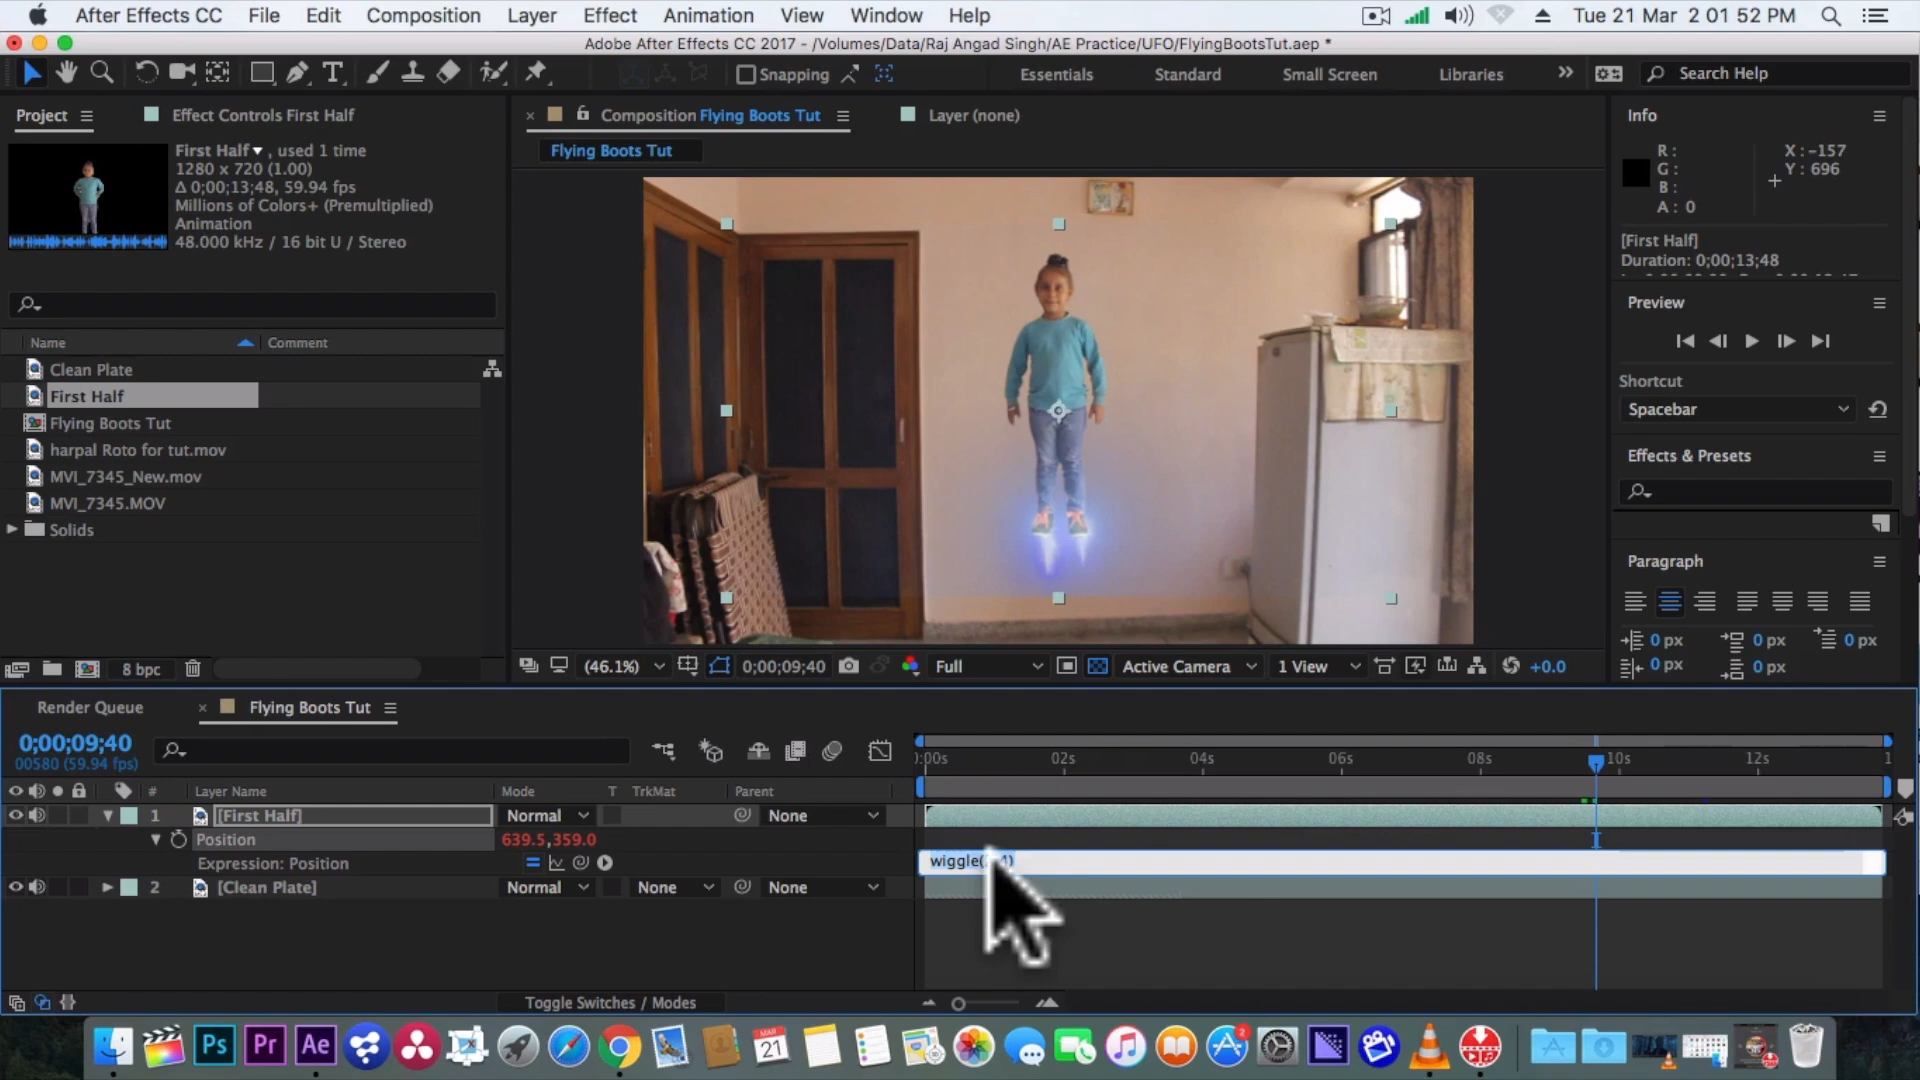 After Effects CC File Edit Composition Layer Effect Animation View Window Help Tue 21 Mar 2 01 52 PM
Adobe After Effects CC 2017 - /Volumes/Data/Raj Angad Singh/AE Practice/UFO/FlyingBootsTut.aep *
Snapping Essentials Standard Small Screen Libraries Search Help
Project Effect Controls First Half Composition Flying Boots Tut Layer (none) Info
Flying Boots Tut
First Half , used 1 time
1280 x 720 (1.00)
Δ 0;00;13;48, 59.94 fps
Millions of Colors+ (Premultiplied)
Animation
48.000 kHz / 16 bit U / Stereo
R :
G :
B :
A : 0
X : -157
Y : 696
[First Half]
Duration: 0;00;13;48
Preview
Shortcut
Spacebar
Effects & Presets
Paragraph
0 px 0 px 0 px
0 px 0 px
Name Comment
Clean Plate
First Half
Flying Boots Tut
harpal Roto for tut.mov
MVI_7345_New.mov
MVI_7345.MOV
Solids
8 bpc
(46.1%) 0;00;09;40 Full Active Camera 1 View +0.0
Render Queue Flying Boots Tut
0;00;09;40
00580 (59.94 fps)
):00s 02s 04s 06s 08s 10s 12s 1
# Layer Name Mode T TrkMat Parent
1 [First Half] Normal None
Position 639.5,359.0
Expression: Position
2 [Clean Plate] Normal None None
Toggle Switches / Modes
Ps Pr Ae MAR 21 2